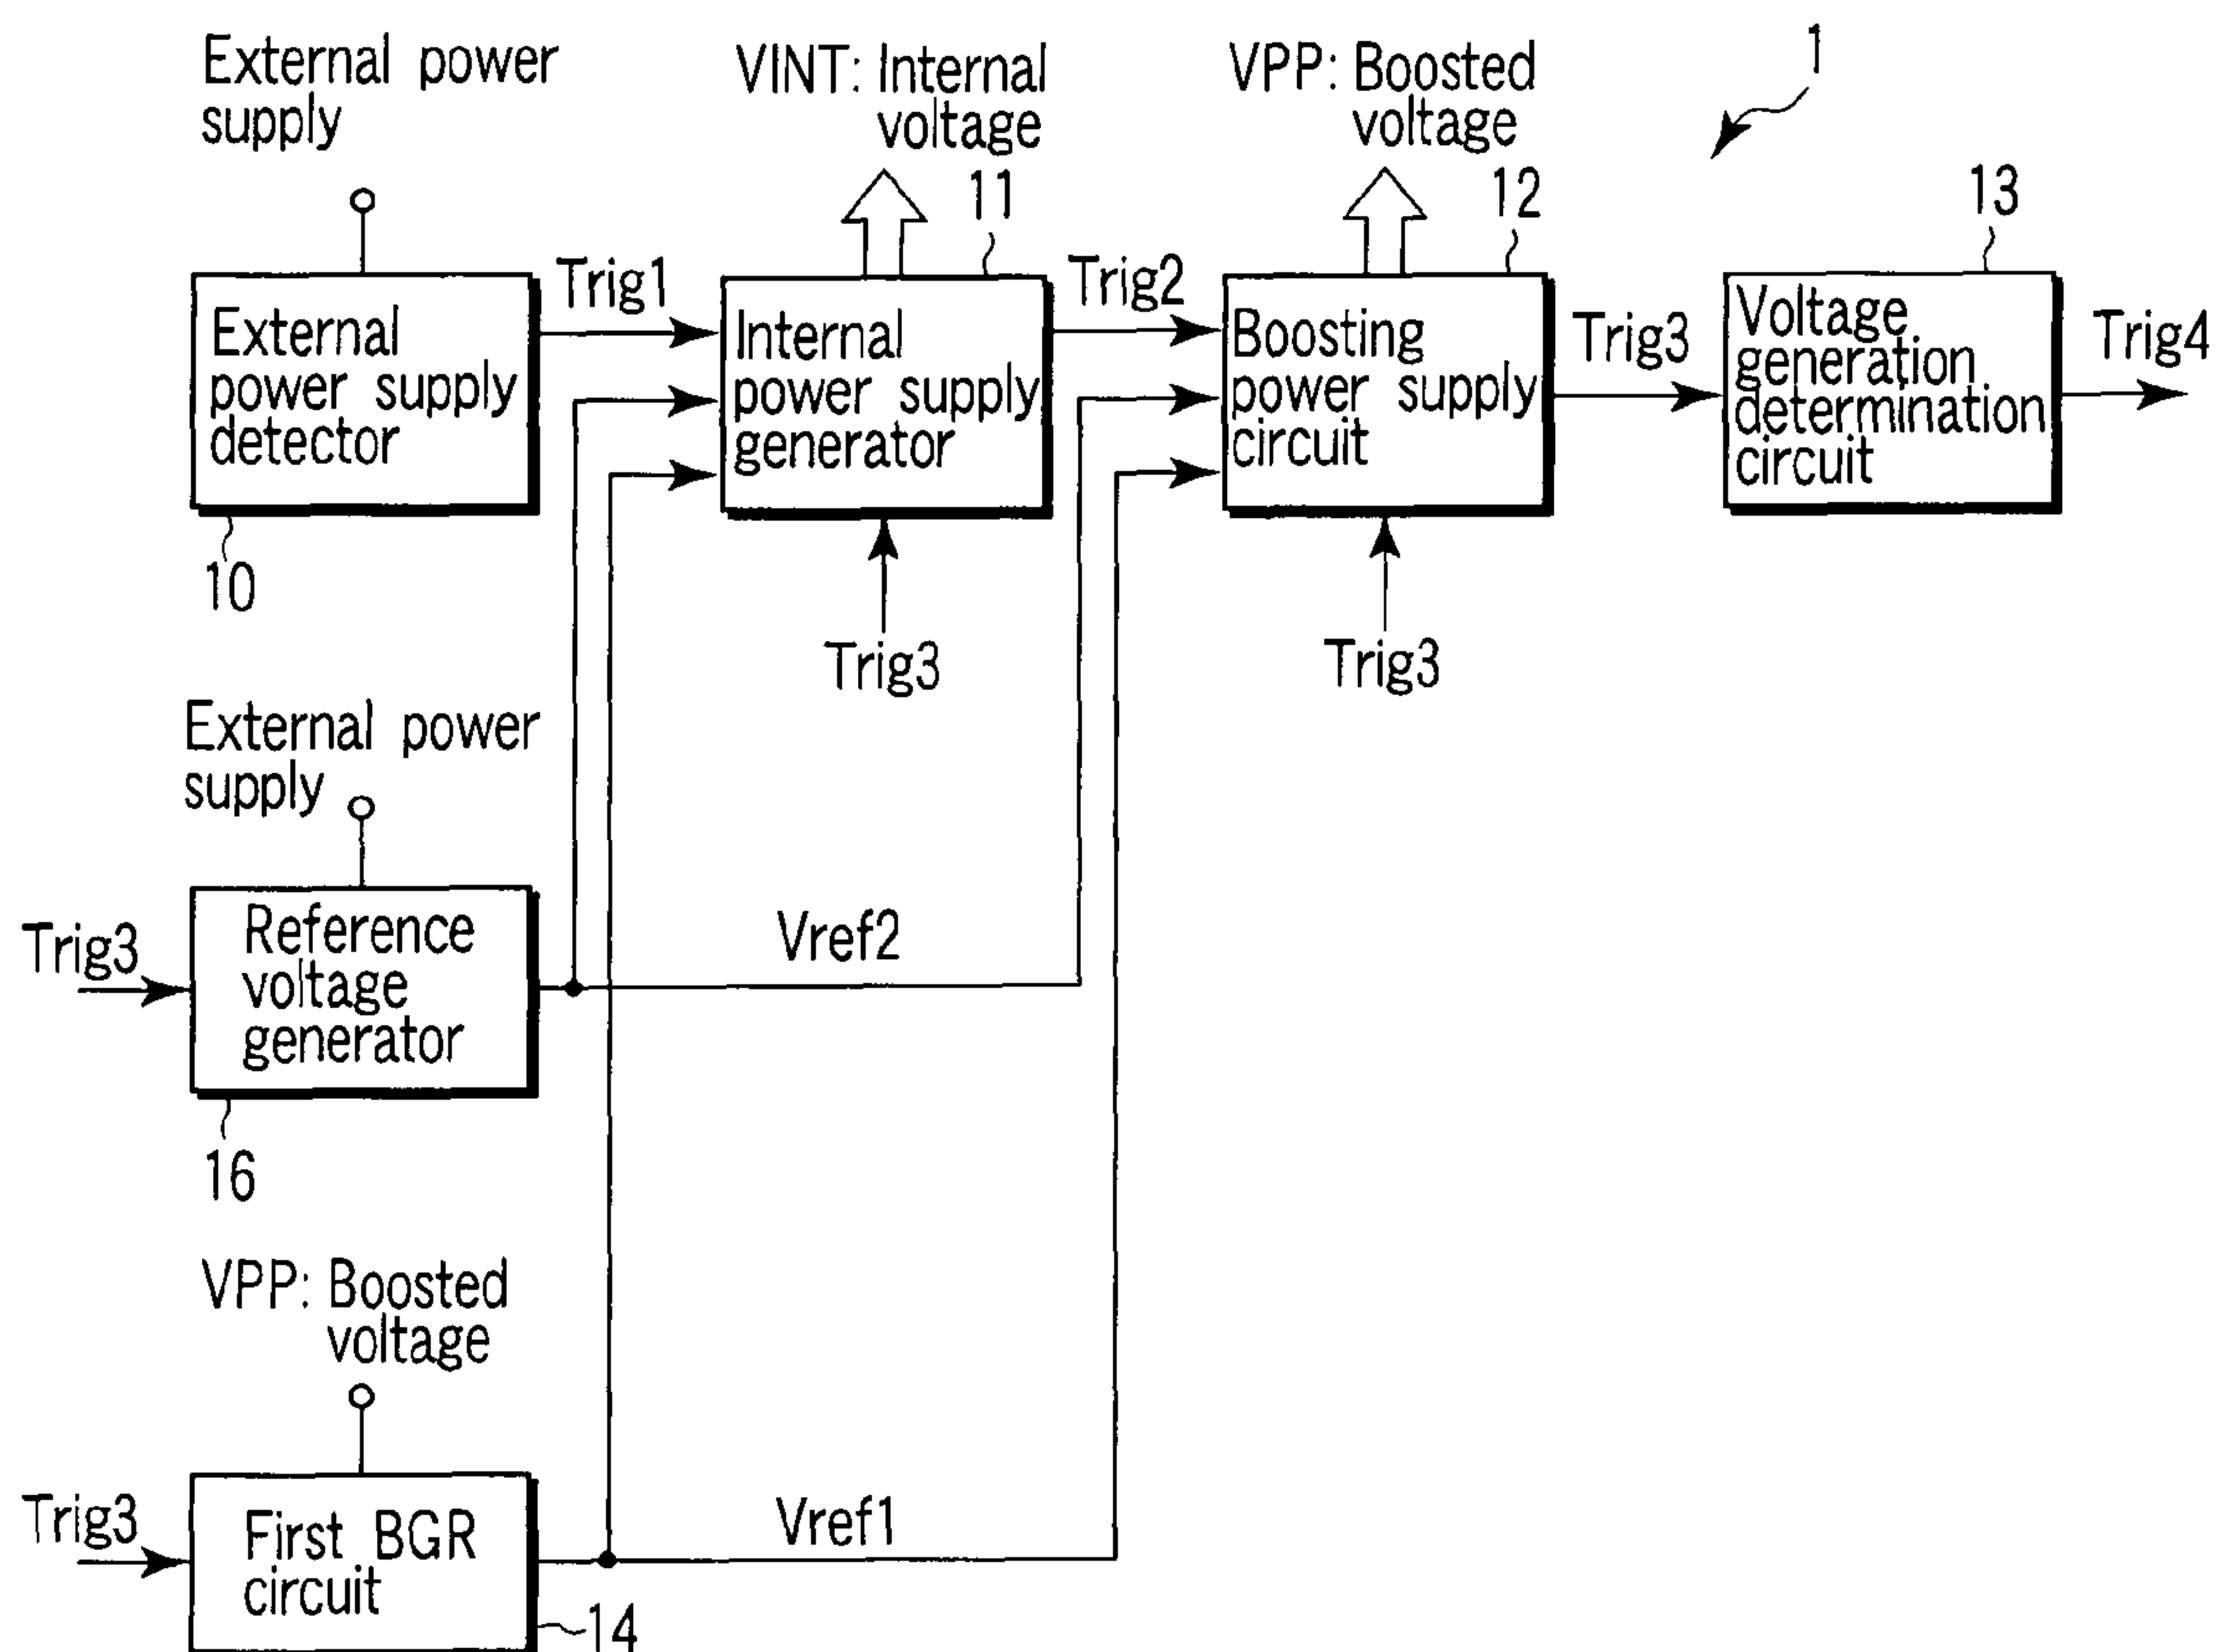 External power
supply
VINT: Internal
voltage
VPP: Boosted
voltage
1
11
12
13
Trig1
Trig2
Trig3
Trig4
External
power supply
detector
Internal
power supply
generator
Boosting
power supply
circuit
Voltage
generation
determination
circuit
10
Trig3
Trig3
External power
supply
Trig3
Reference
voltage
generator
Vref2
16
VPP: Boosted
voltage
Trig3
First BGR
circuit
Vref1
14